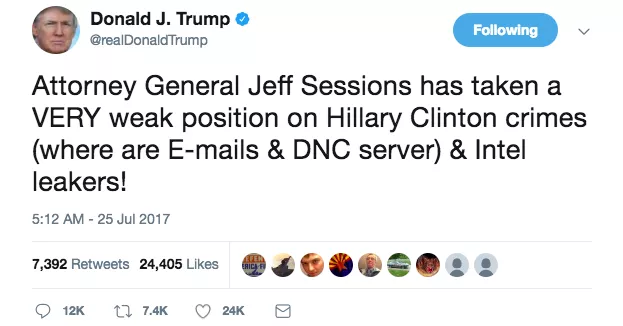 Donald J. Trump
@realDonaldTrump
Following
Attorney General Jeff Sessions has taken a
VERY weak position on Hillary Clinton crimes
(where are E-mails & DNC server) & Intel
leakers!
5:12 AM - 25 Jul 2017
7,392 Retweets 24,405 Likes
12K 7.4K 24K